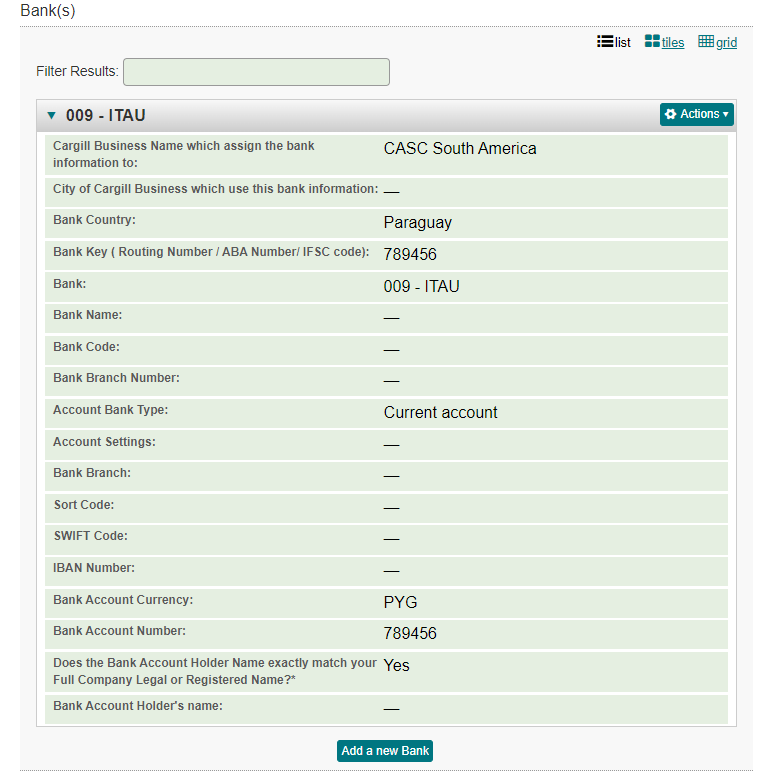 Bank(s)
list tiles grid
Filter Results:
009 - ITAU
Actions
Cargill Business Name which assign the bank
information to:
CASC South America
City of Cargill Business which use this bank information: —
Bank Country: Paraguay
Bank Key ( Routing Number / ABA Number/ IFSC code): 789456
Bank: 009 - ITAU
Bank Name: —
Bank Code: —
Bank Branch Number: —
Account Bank Type: Current account
Account Settings: —
Bank Branch: —
Sort Code: —
SWIFT Code: —
IBAN Number: —
Bank Account Currency: PYG
Bank Account Number: 789456
Does the Bank Account Holder Name exactly match your
Full Company Legal or Registered Name?*
Yes
Bank Account Holder's name: —
Add a new Bank